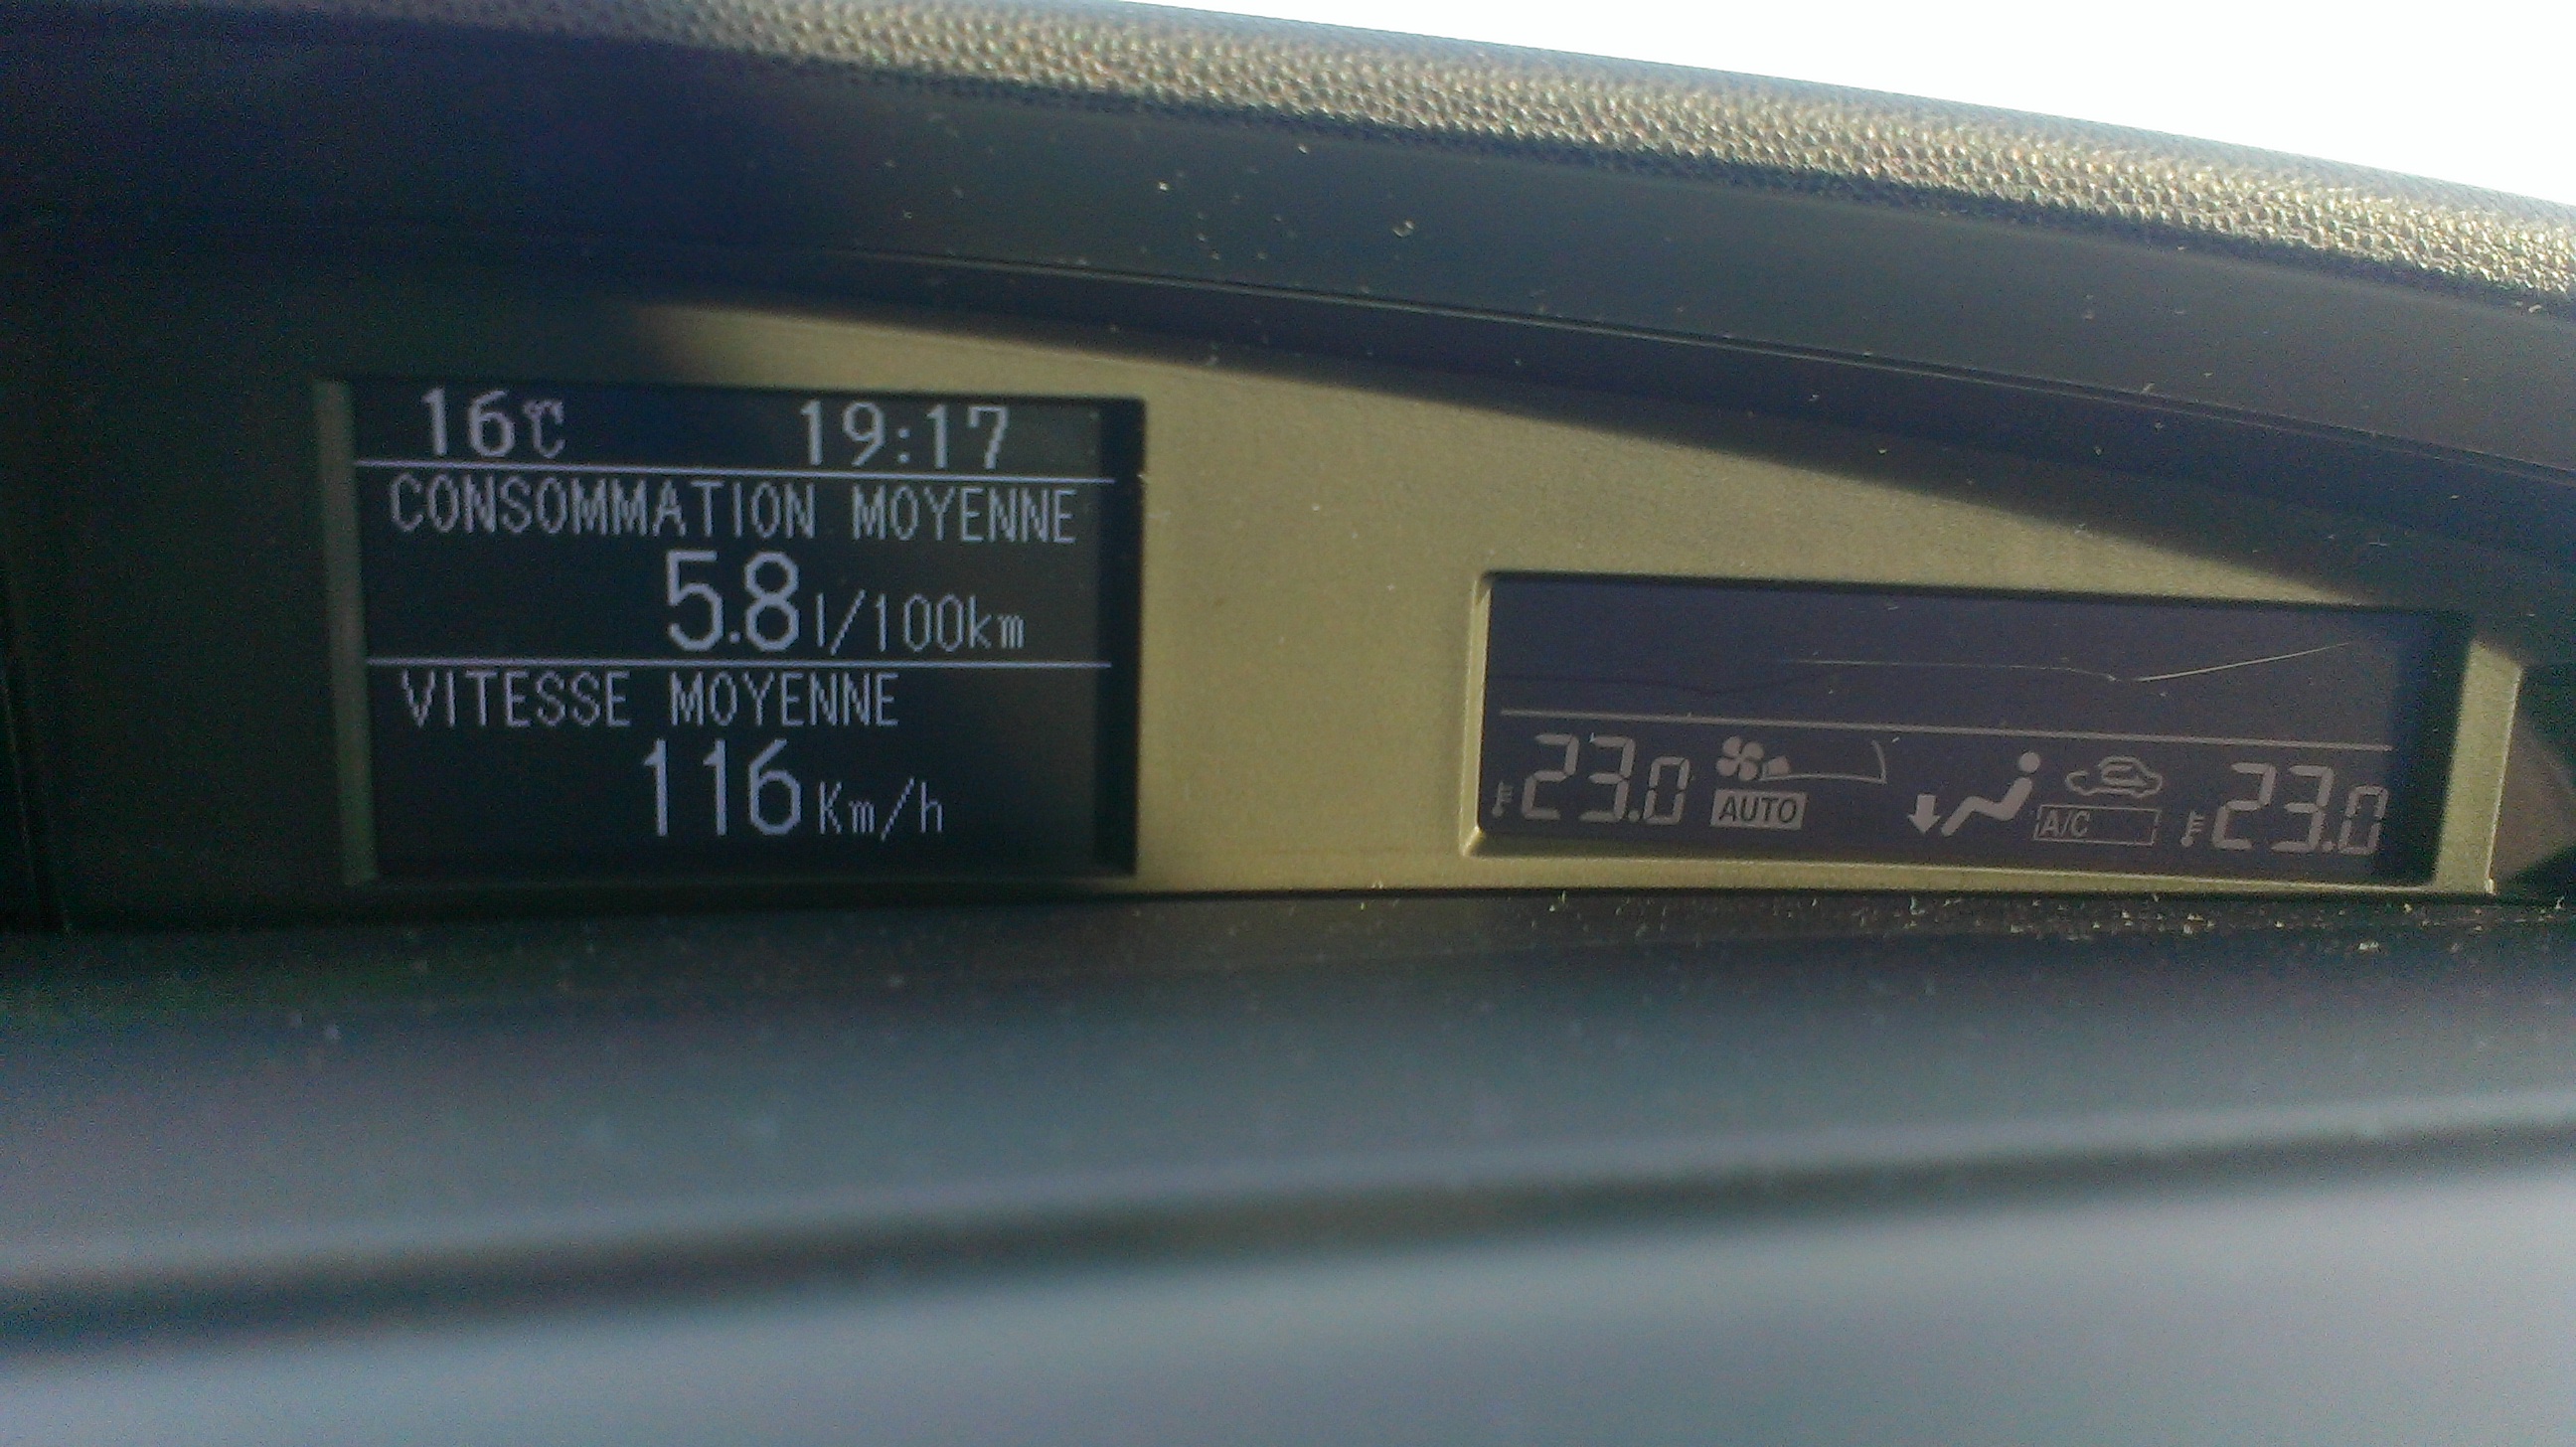 16℃ 19:17
CONSOMMATION MOYENNE
5.8 l/100km
VITESSE MOYENNE
116 Km/h
23.0 AUTO A/C 23.0